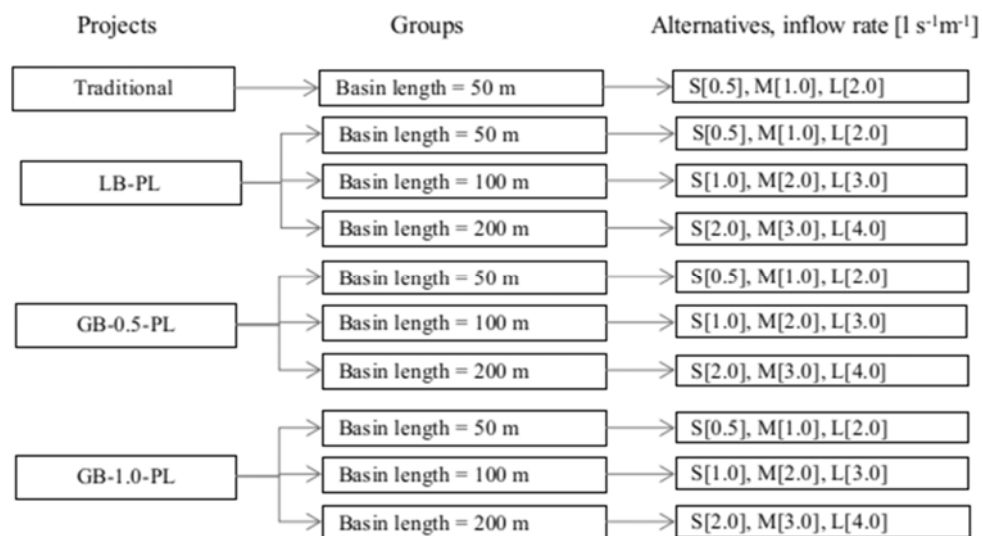 Projects Groups Alternatives, inflow rate [l s⁻¹m⁻¹]
Traditional Basin length = 50 m S[0.5], M[1.0], L[2.0]
Basin length = 50 m S[0.5], M[1.0], L[2.0]
LB-PL Basin length = 100 m S[1.0], M[2.0], L[3.0]
Basin length = 200 m S[2.0], M[3.0], L[4.0]
Basin length = 50 m S[0.5], M[1.0], L[2.0]
GB-0.5-PL Basin length = 100 m S[1.0], M[2.0], L[3.0]
Basin length = 200 m S[2.0], M[3.0], L[4.0]
Basin length = 50 m S[0.5], M[1.0], L[2.0]
GB-1.0-PL Basin length = 100 m S[1.0], M[2.0], L[3.0]
Basin length = 200 m S[2.0], M[3.0], L[4.0]